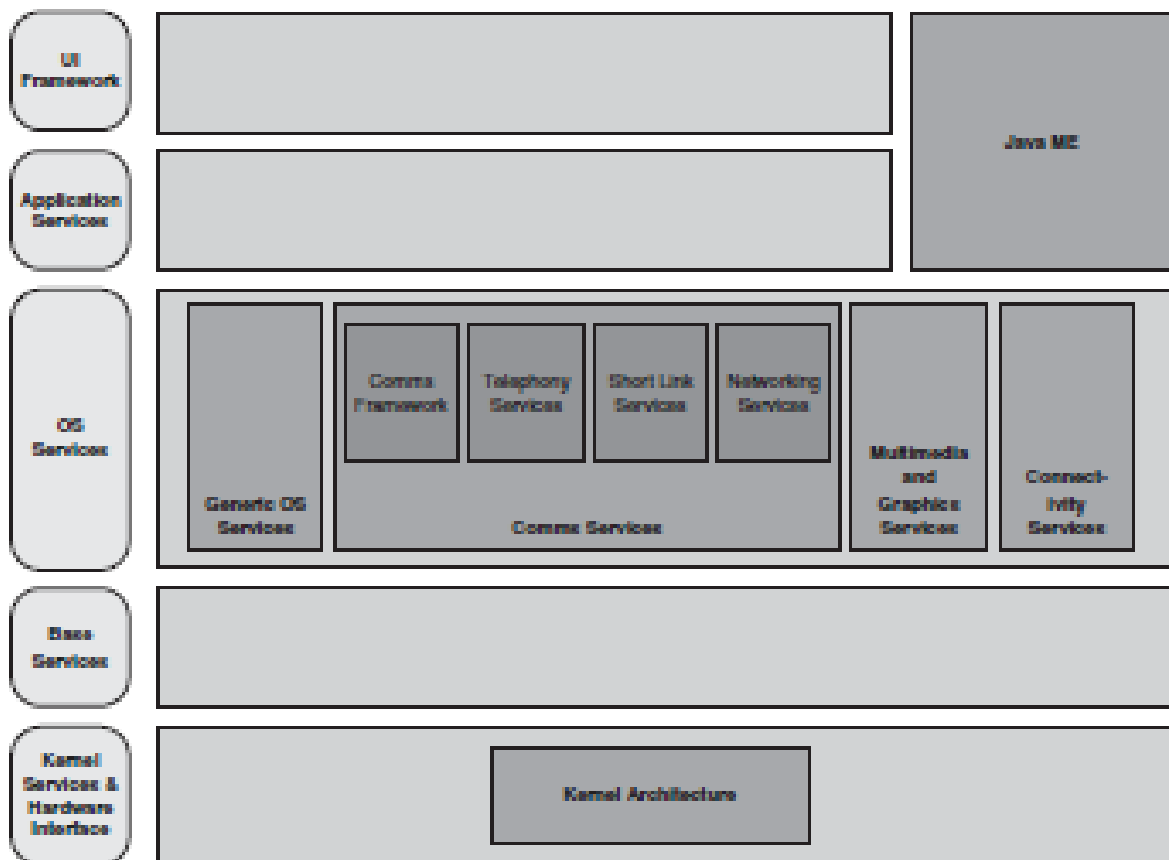 UI
Framework
Java ME
Application
Services
OS
Services
Comms
Framework
Telephony
Services
Short Link
Services
Networking
Services
Generic OS
Services
Comms Services
Multimedia
and
Graphics
Services
Connect-
ivity
Services
Base
Services
Kernel
Services &
Hardware
Interface
Kernel Architecture